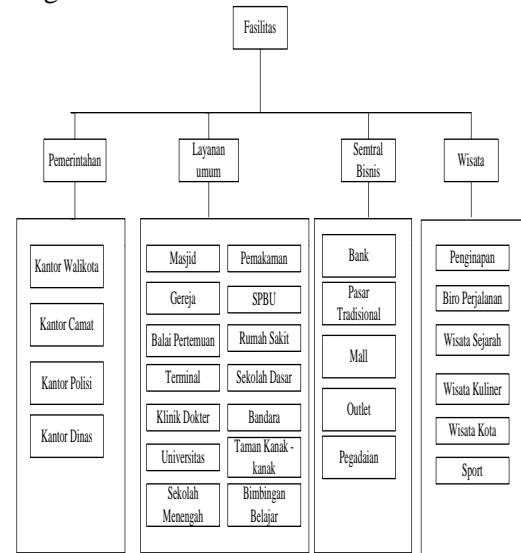 Fasilitas
Pemerintahan
Layanan
umum
Semtral
Bisnis
Wisata
Kantor Walikota
Kantor Camat
Kantor Polisi
Kantor Dinas
Masjid
Pemakaman
Gereja
SPBU
Balai Pertemuan
Rumah Sakit
Terminal
Sekolah Dasar
Klinik Dokter
Bandara
Universitas
Taman Kanak -
kanak
Sekolah
Menengah
Bimbingan
Belajar
Bank
Pasar
Tradisional
Mall
Outlet
Pegadaian
Penginapan
Biro Perjalanan
Wisata Sejarah
Wisata Kuliner
Wisata Kota
Sport